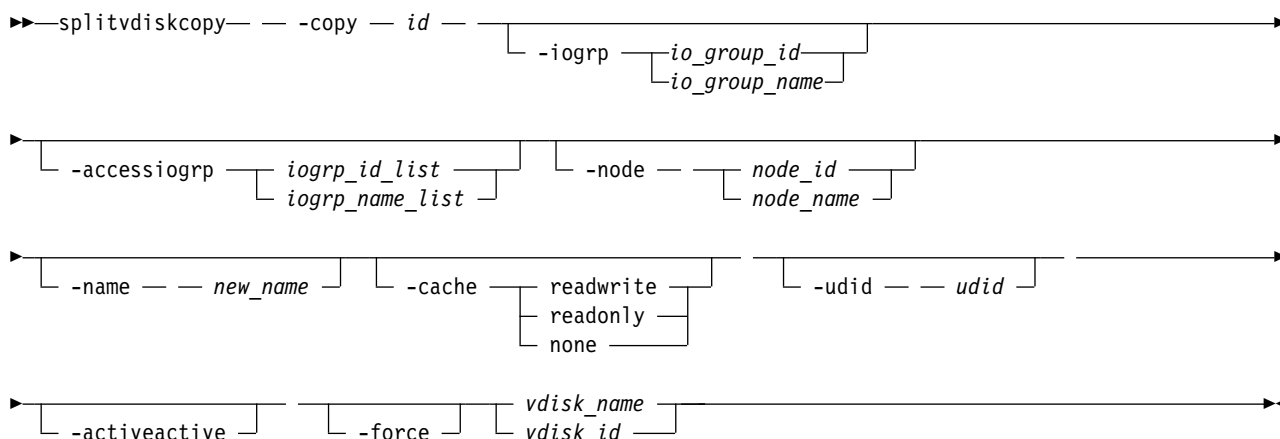 splitvdiskcopy -copy id
-iogrp io_group_id
io_group_name
-accessiogrp iogrp_id_list -node node_id
iogrp_name_list node_name
-name new_name -cache readwrite -udid udid
readonly
none
vdisk_name
-activeactive -force vdisk_id